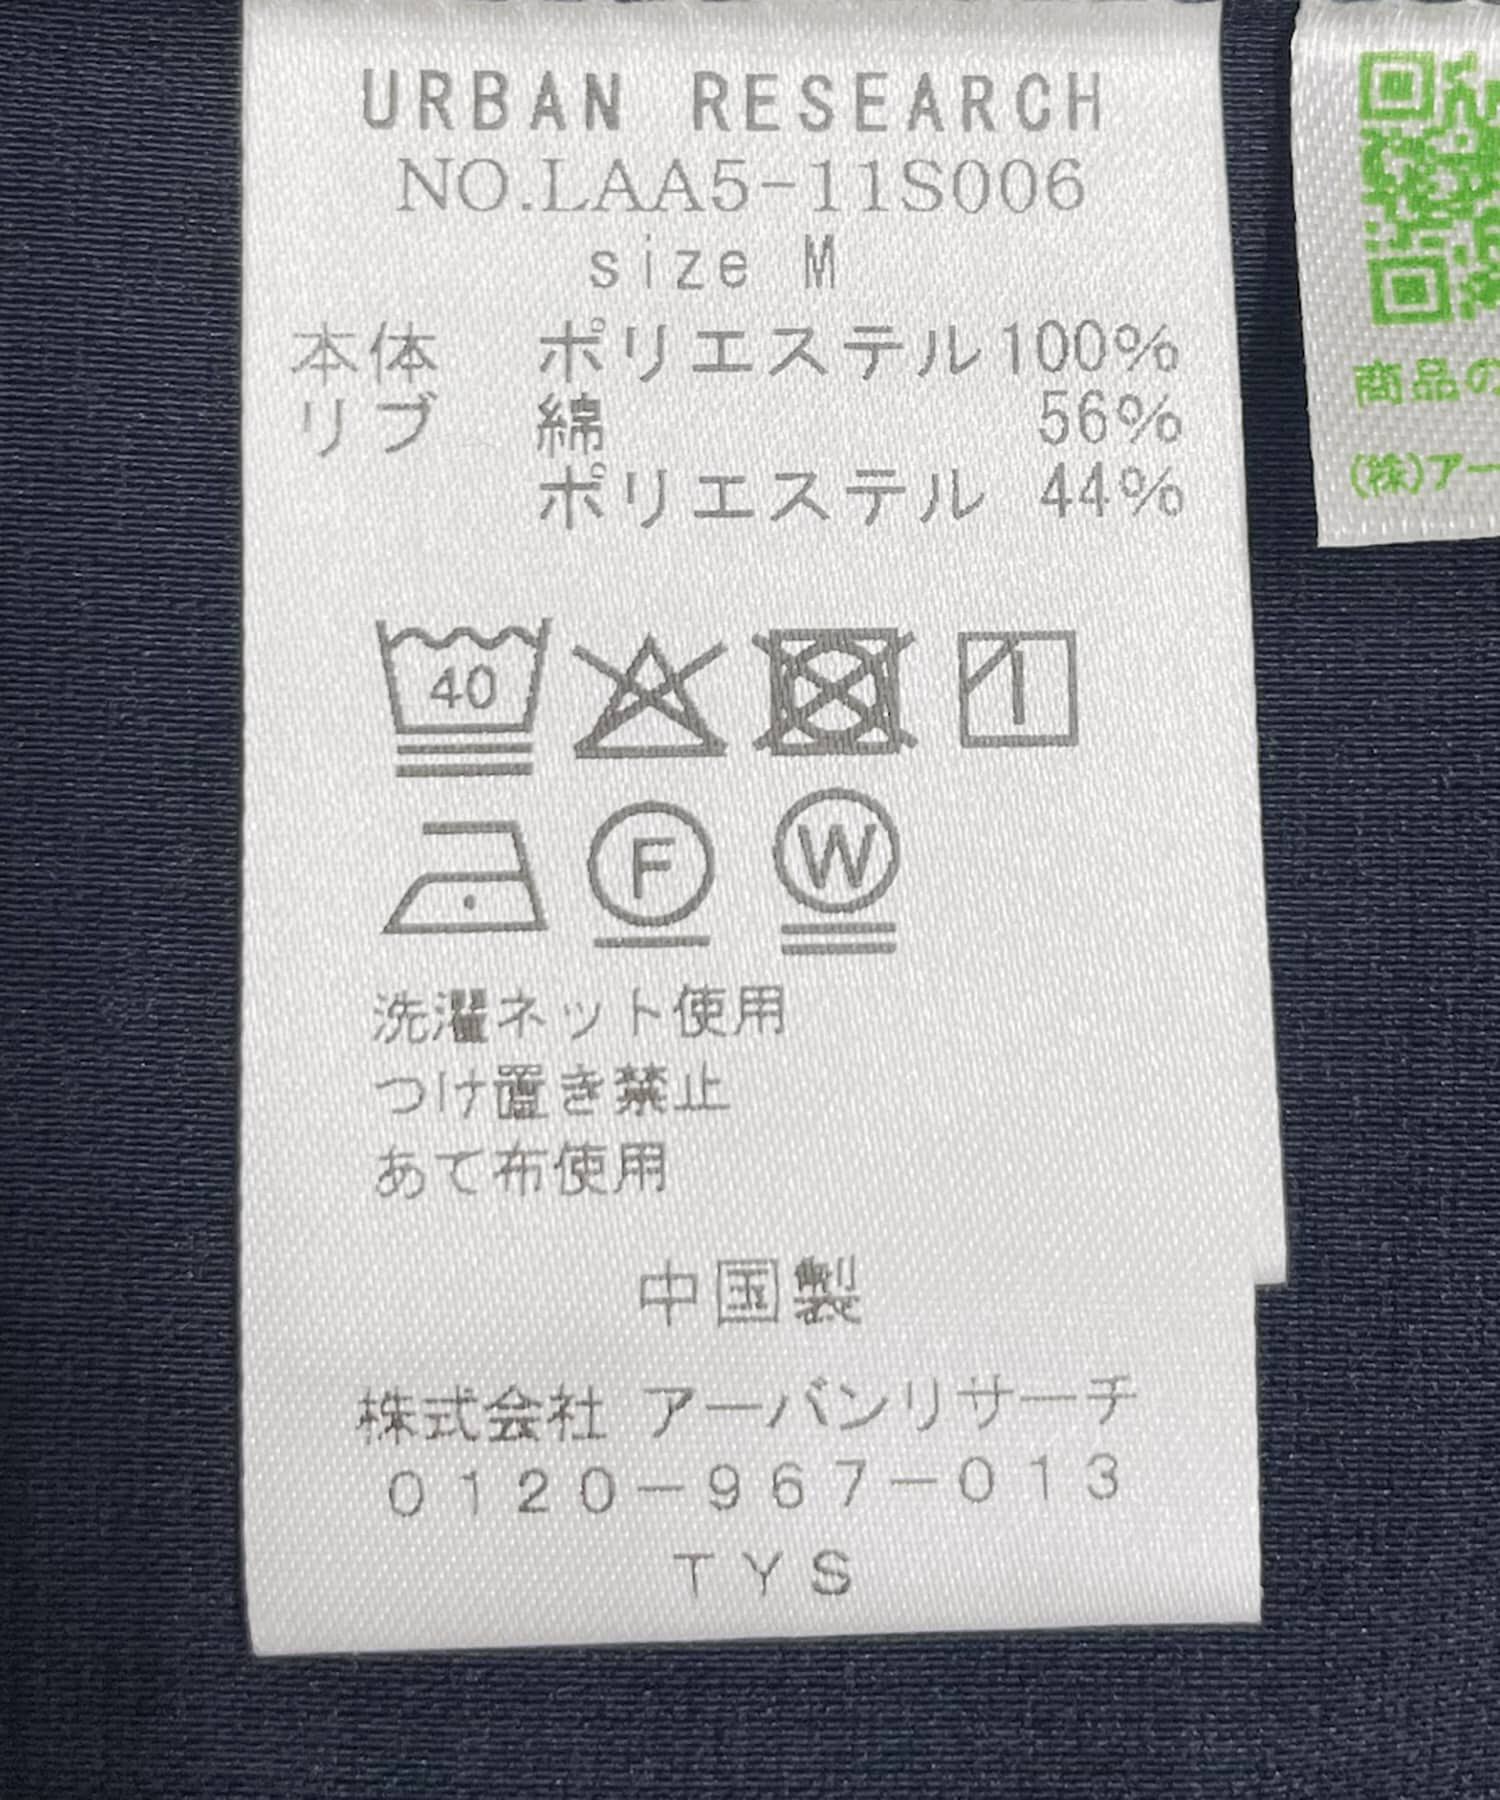 URBAN RESEARCH
NO.LAA5-11S006
size M
本体 ポリエステル100%
リブ 綿 56%
ポリエステル 44%
40
F W
洗濯ネット使用
つけ置き禁止
あて布使用
中国製
株式会社 アーバンリサーチ
0120-967-013
TYS
商品の
(株)アー